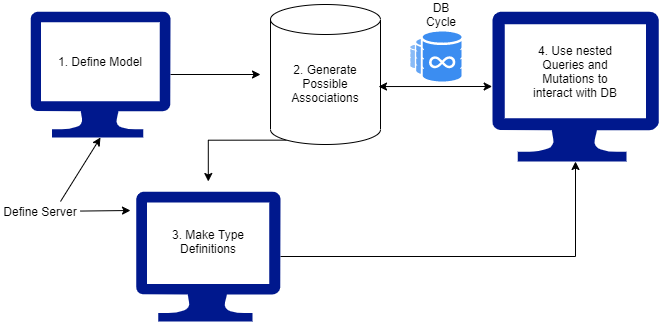 DB
Cycle
1. Define Model
2. Generate
Possible
Associations
4. Use nested
Queries and
Mutations to
interact with DB
Define Server
3. Make Type
Definitions